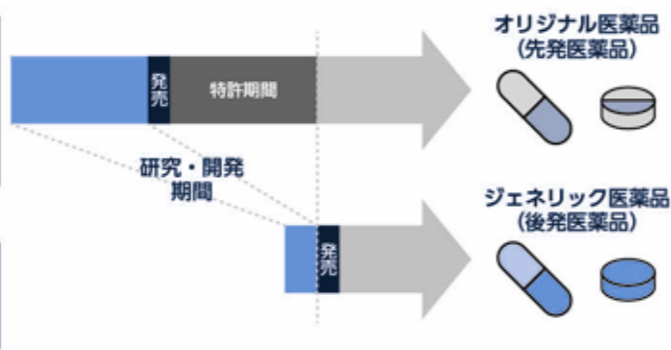 オリジナル医薬品
(先発医薬品)
発売
特許期間
研究・開発
期間
ジェネリック医薬品
(後発医薬品)
発売